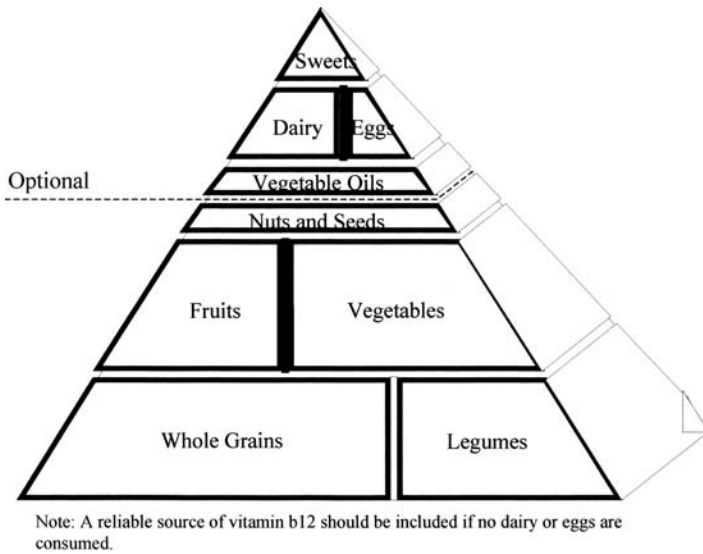 Sweets
Dairy Eggs
Optional
Vegetable Oils
Nuts and Seeds
Fruits Vegetables
Whole Grains Legumes
Note: A reliable source of vitamin b12 should be included if no dairy or eggs are
consumed.